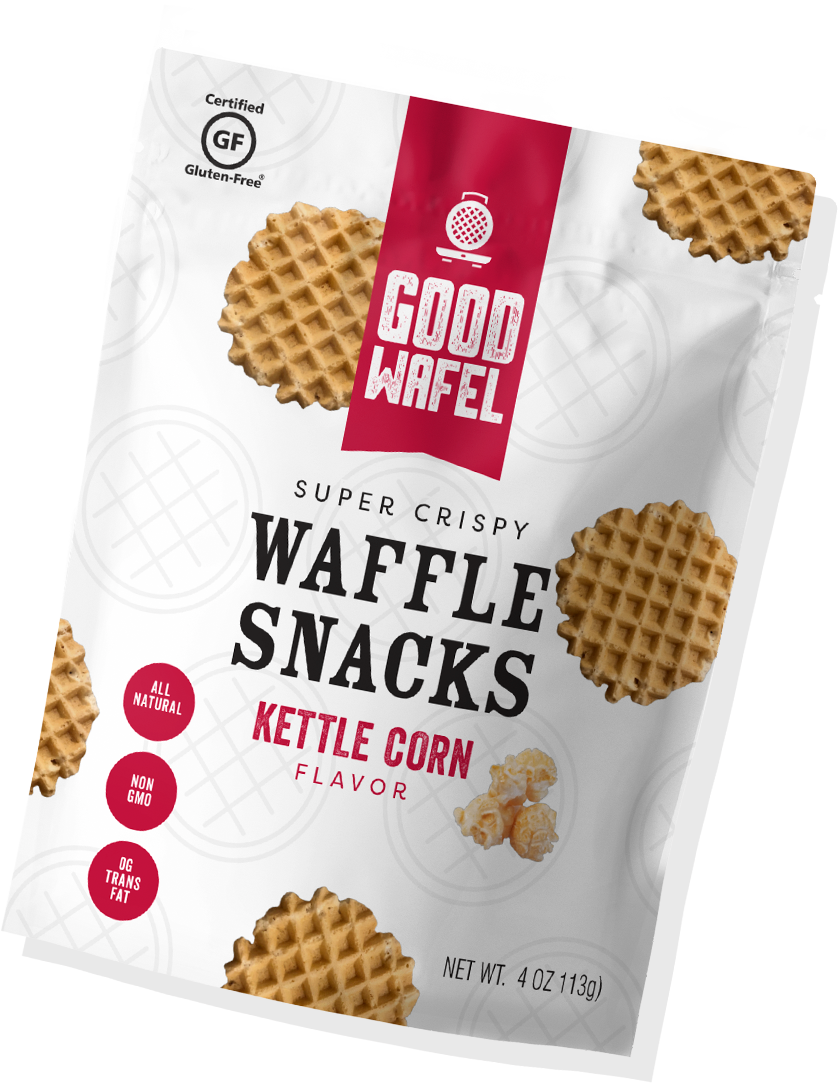 Certified
GF
Gluten-Free®
GOOD
WAFEL
SUPER CRISPY
WAFFLE
SNACKS
KETTLE CORN
FLAVOR
ALL
NATURAL
NON
GMO
0G
TRANS
FAT
NET WT. 4 OZ 113g)